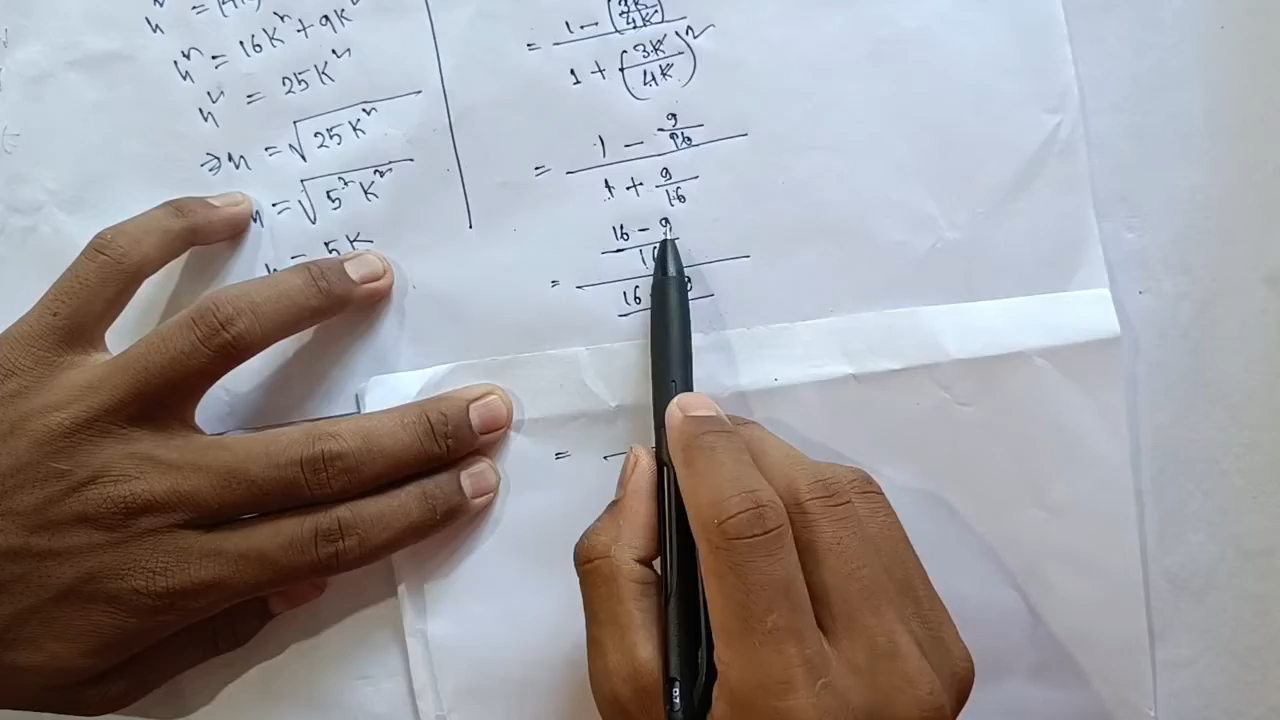 h² = 16K² + 9K²
h² = 25K²
⇒ h = √25K²
h = √5²K²
h = 5K
= 1 - (3K/4K) / 1 + (3K/4K)²
= 1 - 9/16 / 1 + 9/16
= 16 - 9 / 16
=